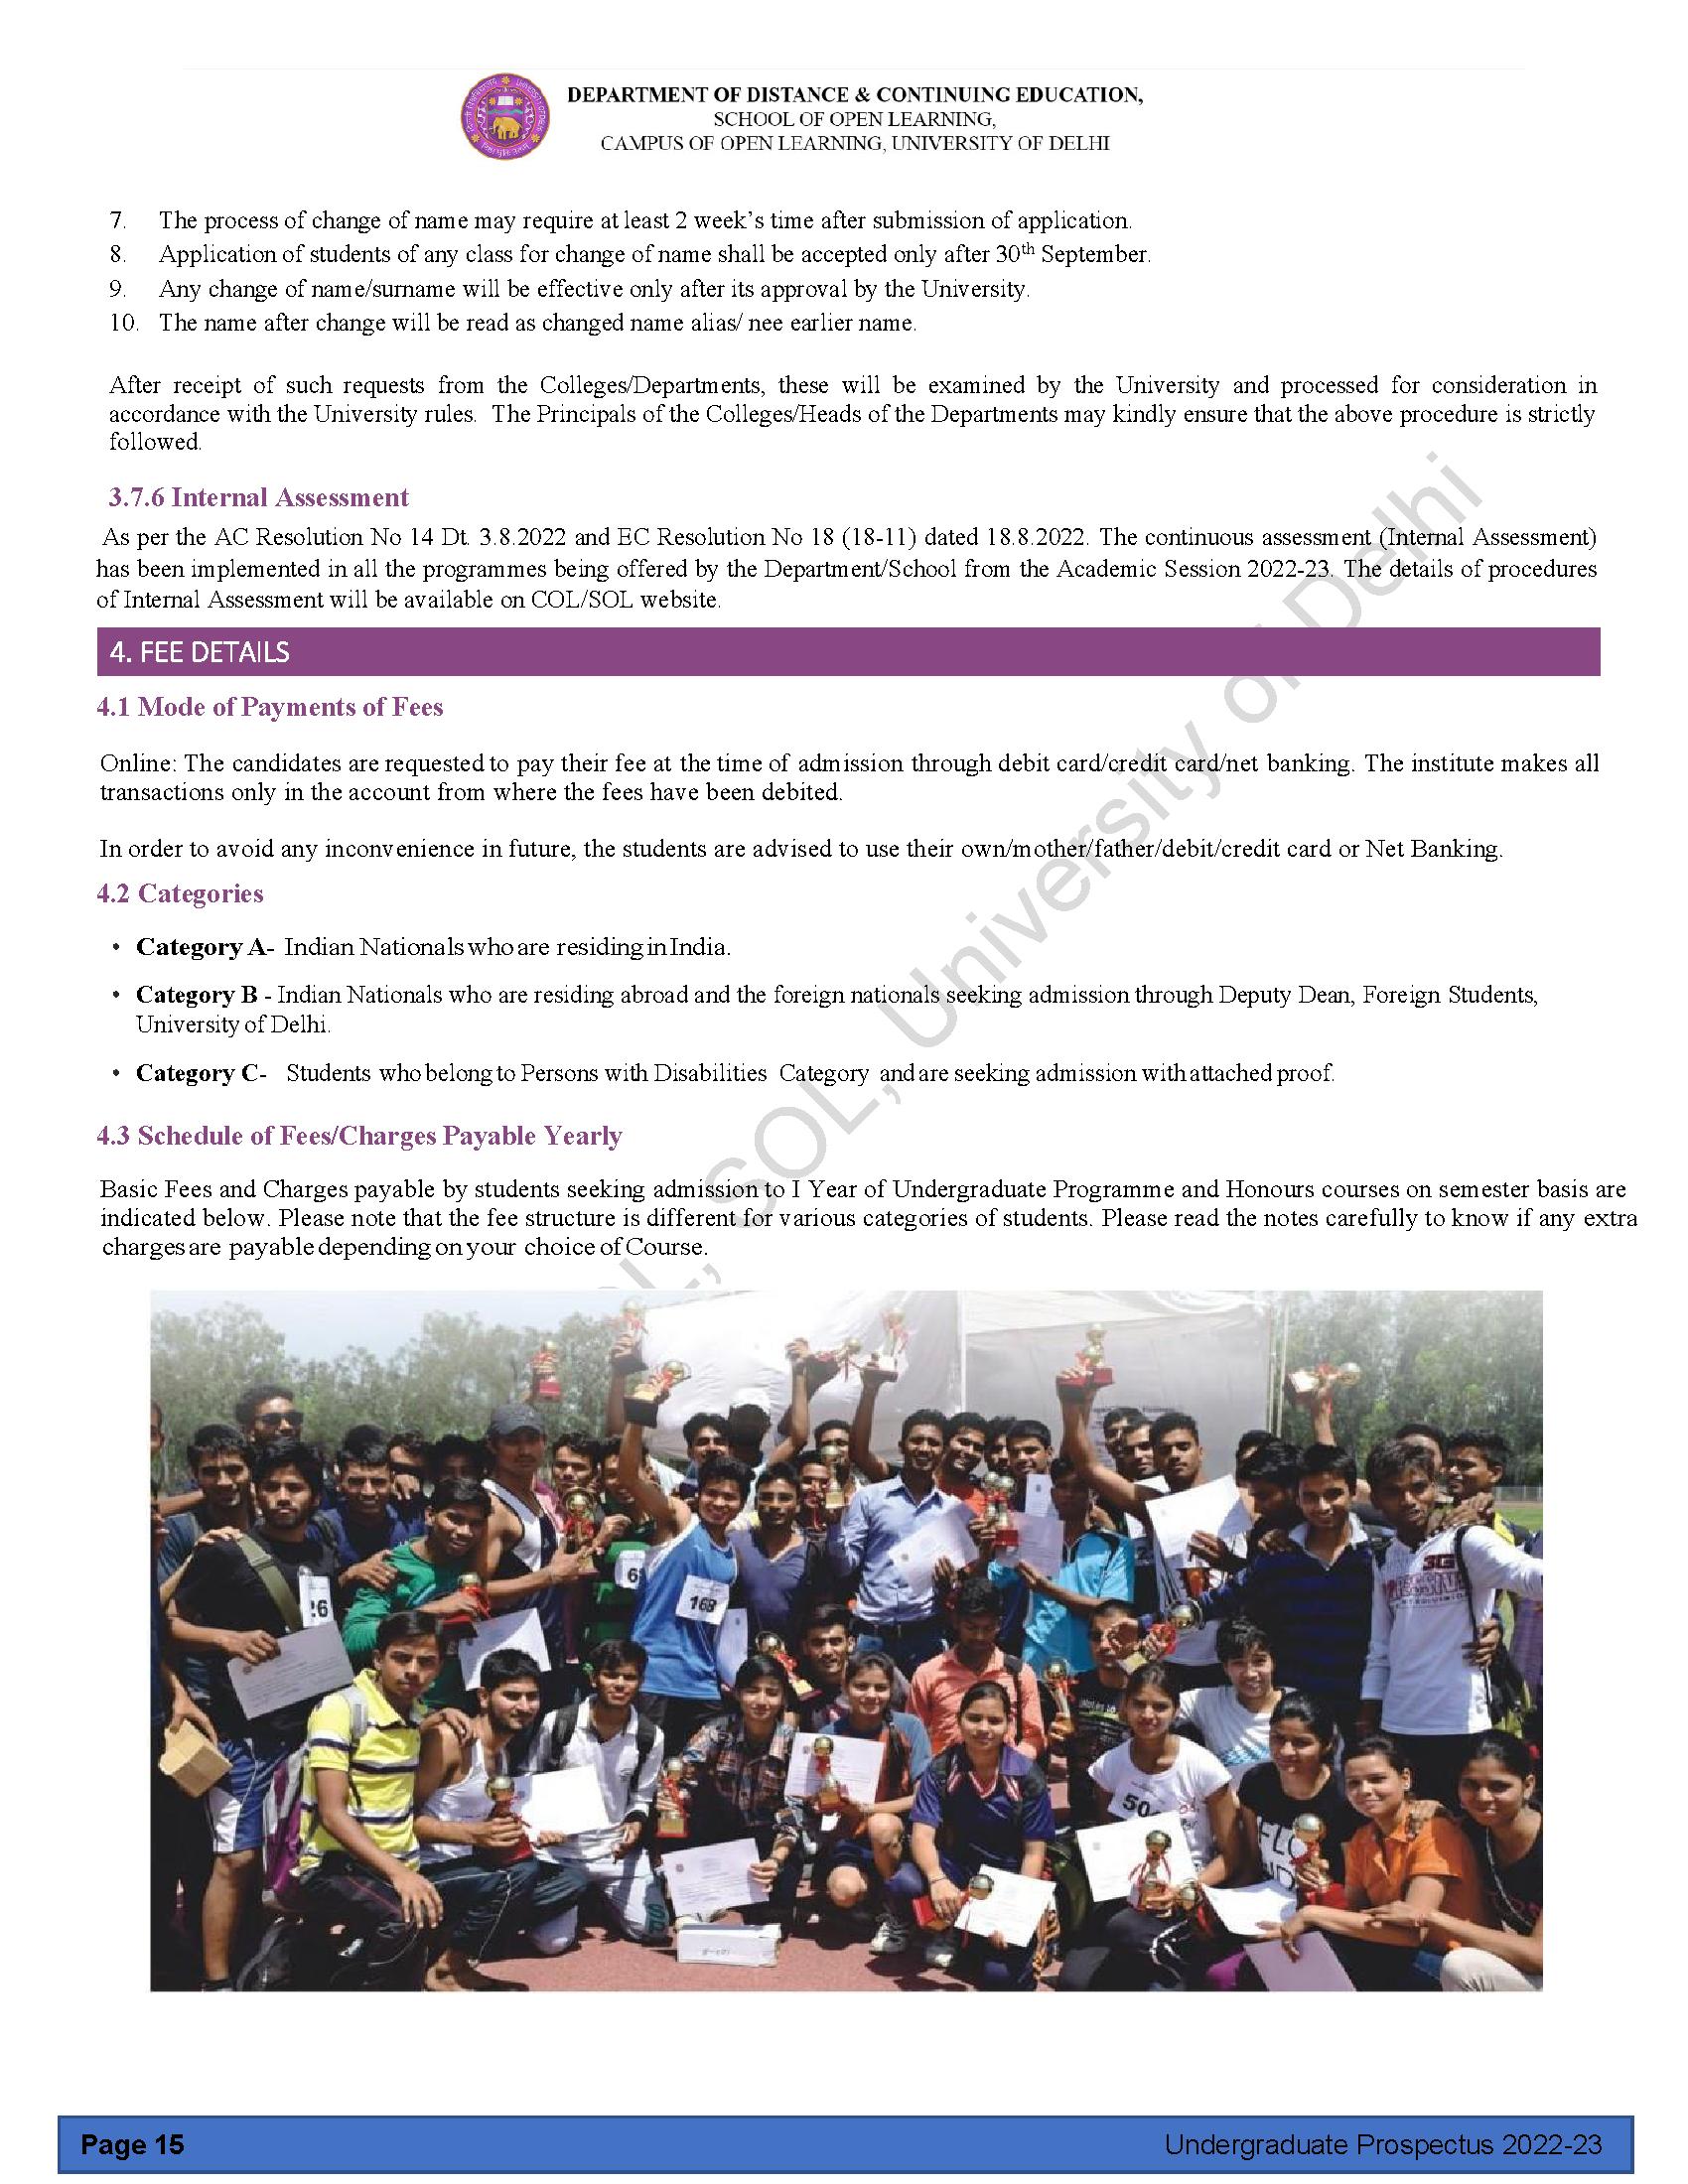 DEPARTMENT OF DISTANCE & CONTINUING EDUCATION,
SCHOOL OF OPEN LEARNING,
CAMPUS OF OPEN LEARNING, UNIVERSITY OF DELHI
7. The process of change of name may require at least 2 week’s time after submission of application.
8. Application of students of any class for change of name shall be accepted only after 30th September.
9. Any change of name/surname will be effective only after its approval by the University.
10. The name after change will be read as changed name alias/ nee earlier name.
After receipt of such requests from the Colleges/Departments, these will be examined by the University and processed for consideration in
accordance with the University rules. The Principals of the Colleges/Heads of the Departments may kindly ensure that the above procedure is strictly
followed.
3.7.6 Internal Assessment
As per the AC Resolution No 14 Dt. 3.8.2022 and EC Resolution No 18 (18-11) dated 18.8.2022. The continuous assessment (Internal Assessment)
has been implemented in all the programmes being offered by the Department/School from the Academic Session 2022-23. The details of procedures
of Internal Assessment will be available on COL/SOL website.
4. FEE DETAILS
4.1 Mode of Payments of Fees
Online: The candidates are requested to pay their fee at the time of admission through debit card/credit card/net banking. The institute makes all
transactions only in the account from where the fees have been debited.
In order to avoid any inconvenience in future, the students are advised to use their own/mother/father/debit/credit card or Net Banking.
4.2 Categories
• Category A- Indian Nationals who are residing in India.
• Category B - Indian Nationals who are residing abroad and the foreign nationals seeking admission through Deputy Dean, Foreign Students,
University of Delhi.
• Category C- Students who belong to Persons with Disabilities Category and are seeking admission with attached proof.
4.3 Schedule of Fees/Charges Payable Yearly
Basic Fees and Charges payable by students seeking admission to I Year of Undergraduate Programme and Honours courses on semester basis are
indicated below. Please note that the fee structure is different for various categories of students. Please read the notes carefully to know if any extra
charges are payable depending on your choice of Course.
SOL, University of Delhi
26
6
168
3G
50
FLO
Page 15
Undergraduate Prospectus 2022-23